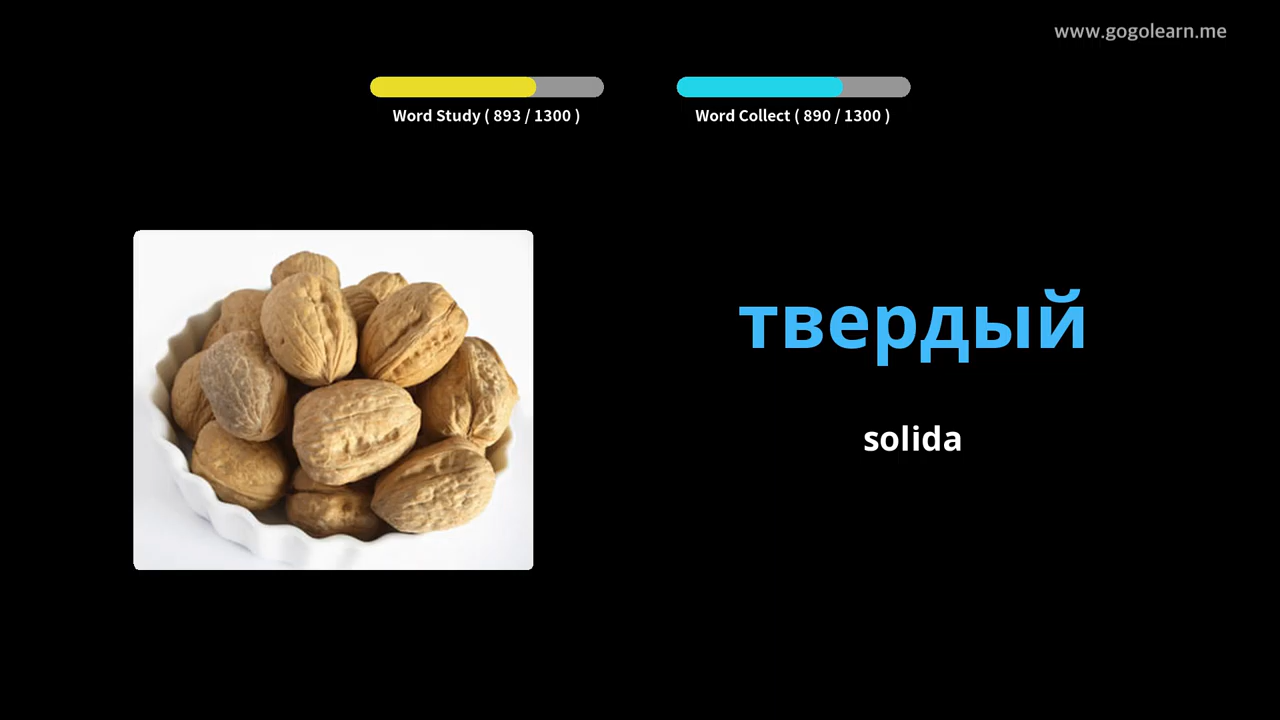 www.gogolearn.me
Word Study ( 893 / 1300 )
Word Collect ( 890 / 1300 )
твердый
solida